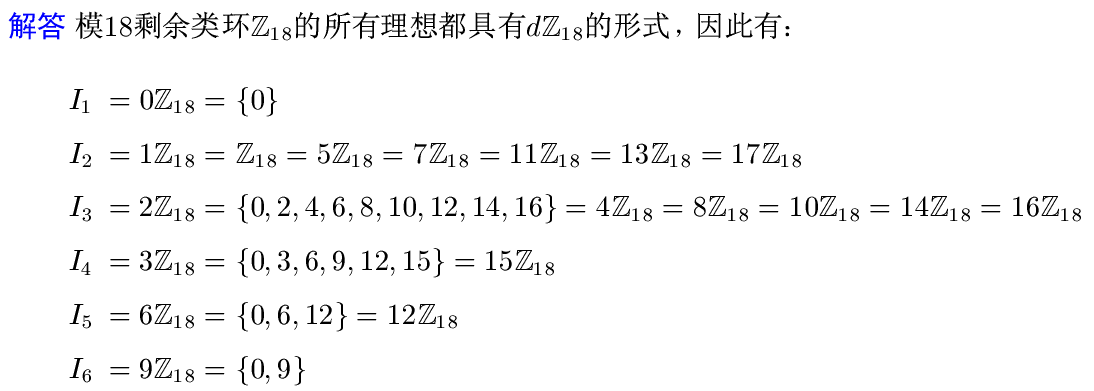 解答 模18剩余类环ℤ₁₈的所有理想都具有dℤ₁₈的形式，因此有：
I₁ = 0ℤ₁₈ = {0}
I₂ = 1ℤ₁₈ = ℤ₁₈ = 5ℤ₁₈ = 7ℤ₁₈ = 11ℤ₁₈ = 13ℤ₁₈ = 17ℤ₁₈
I₃ = 2ℤ₁₈ = {0, 2, 4, 6, 8, 10, 12, 14, 16} = 4ℤ₁₈ = 8ℤ₁₈ = 10ℤ₁₈ = 14ℤ₁₈ = 16ℤ₁₈
I₄ = 3ℤ₁₈ = {0, 3, 6, 9, 12, 15} = 15ℤ₁₈
I₅ = 6ℤ₁₈ = {0, 6, 12} = 12ℤ₁₈
I₆ = 9ℤ₁₈ = {0, 9}